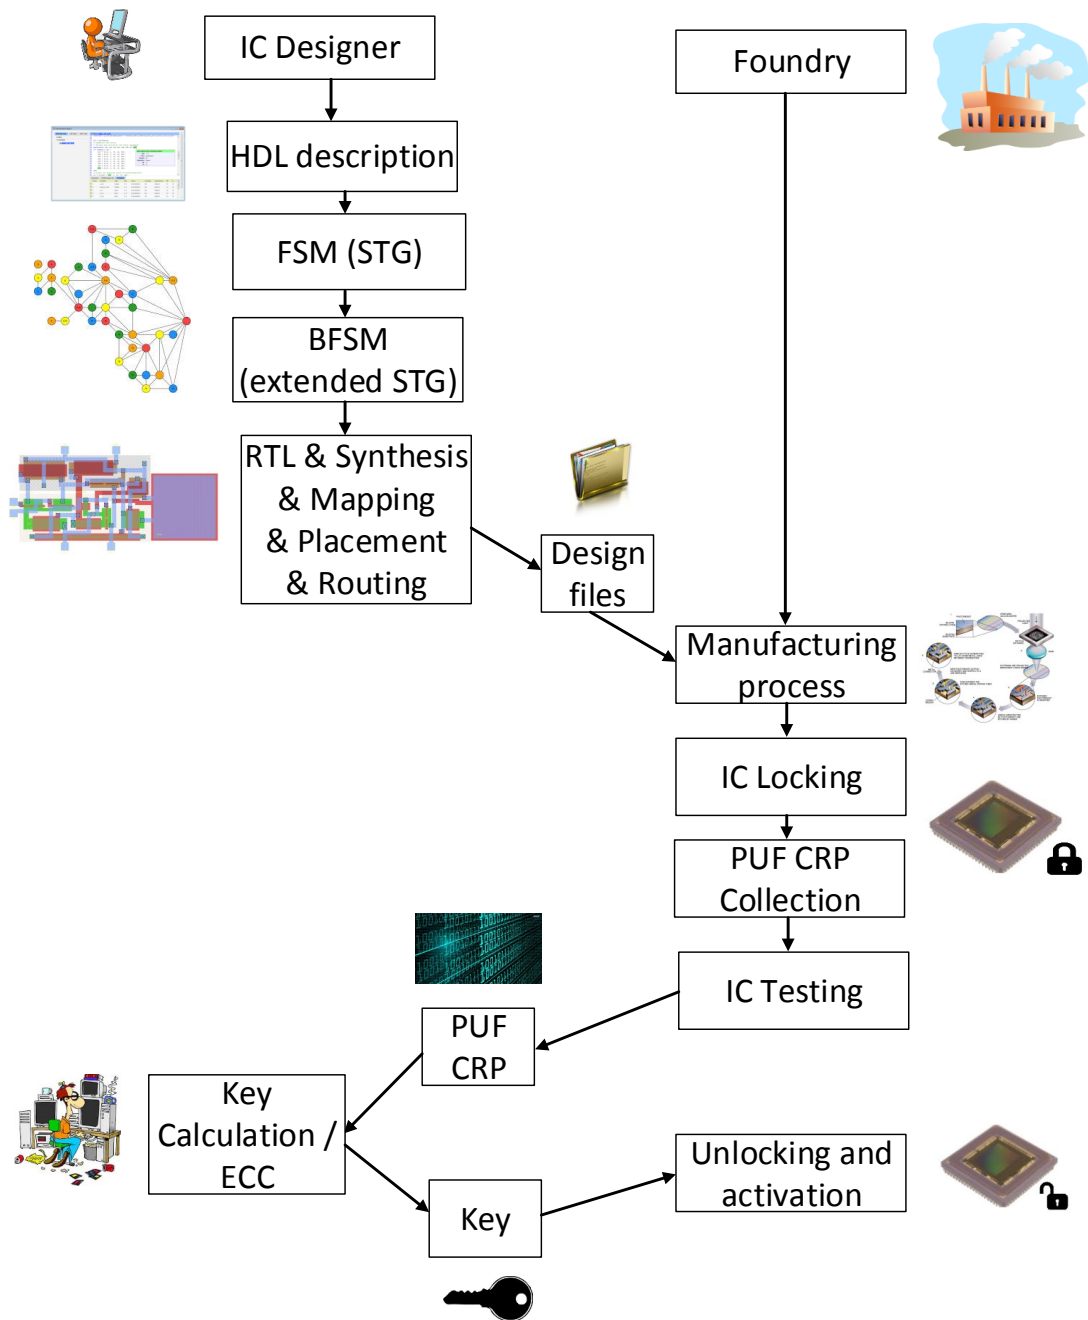 IC Designer
Foundry
HDL description
FSM (STG)
BFSM
(extended STG)
RTL & Synthesis
& Mapping
& Placement
& Routing
Design
files
Manufacturing
process
IC Locking
PUF CRP
Collection
IC Testing
PUF
CRP
Key
Calculation /
ECC
Unlocking and
activation
Key